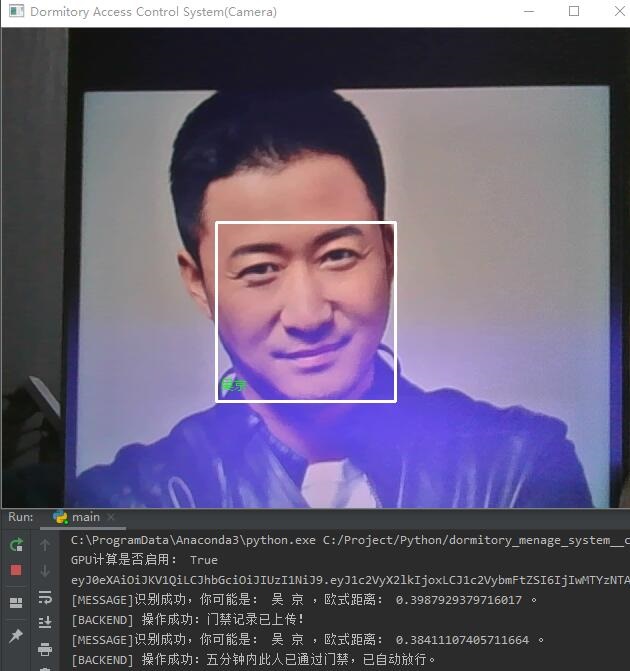 Dormitory Access Control System(Camera)
吴京
Run: main
C:\ProgramData\Anaconda3\python.exe C:/Project/Python/dormitory_menage_system__c
GPU计算是否启用： True
eyJ0eXAiOiJKV1QiLCJhbGciOiJIUzI1NiJ9.eyJ1c2VyX2lkIjoxLCJ1c2VybmFtZSI6IjIwMTYzNTA
[MESSAGE]识别成功，你可能是： 吴 京 ，欧式距离： 0.3987929379716017 。
[BACKEND] 操作成功：门禁记录已上传！
[MESSAGE]识别成功，你可能是： 吴 京 ，欧式距离： 0.38411107405711664 。
[BACKEND] 操作成功：五分钟内此人已通过门禁，已自动放行。